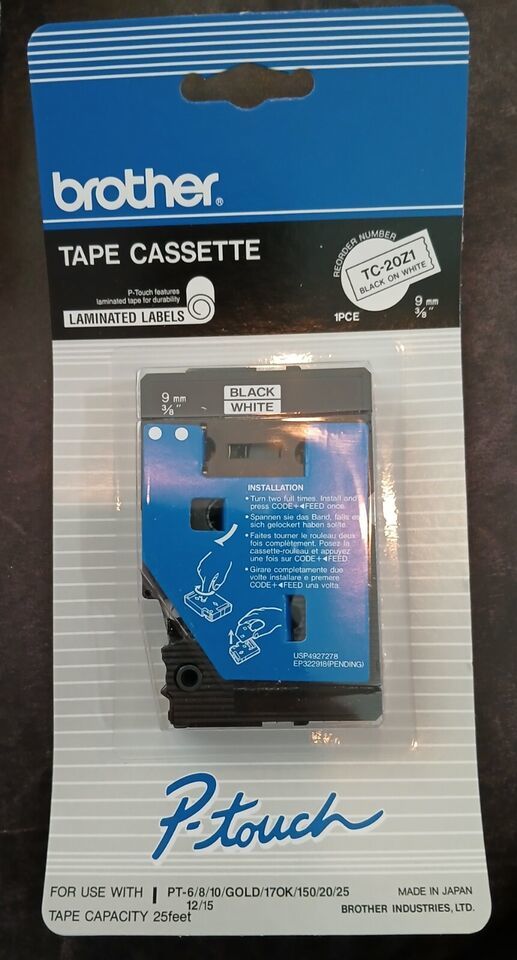 brother®
TAPE CASSETTE
REORDER NUMBER
TC-20Z1
BLACK ON WHITE
1PCE
9 mm
3/8"
P-Touch features
laminated tape for durability
LAMINATED LABELS
9 mm
3/8"
BLACK
WHITE
INSTALLATION
• Turn two full times. Install and
press CODE+◀FEED once.
• Spannen sie das Band, falls es
sich gelockert haben sollte.
• Faites tourner le rouleau deux
fois complètement. Posez la
cassette-rouleau et appuyez
une fois sur CODE+◀FEED.
• Girare completamente due
volte installare e premere
CODE+◀FEED una volta.
USP4927278
EP322918(PENDING)
P-touch
FOR USE WITH PT-6/8/10/GOLD/17OK/150/20/25
12/15
TAPE CAPACITY 25feet
MADE IN JAPAN
BROTHER INDUSTRIES, LTD.